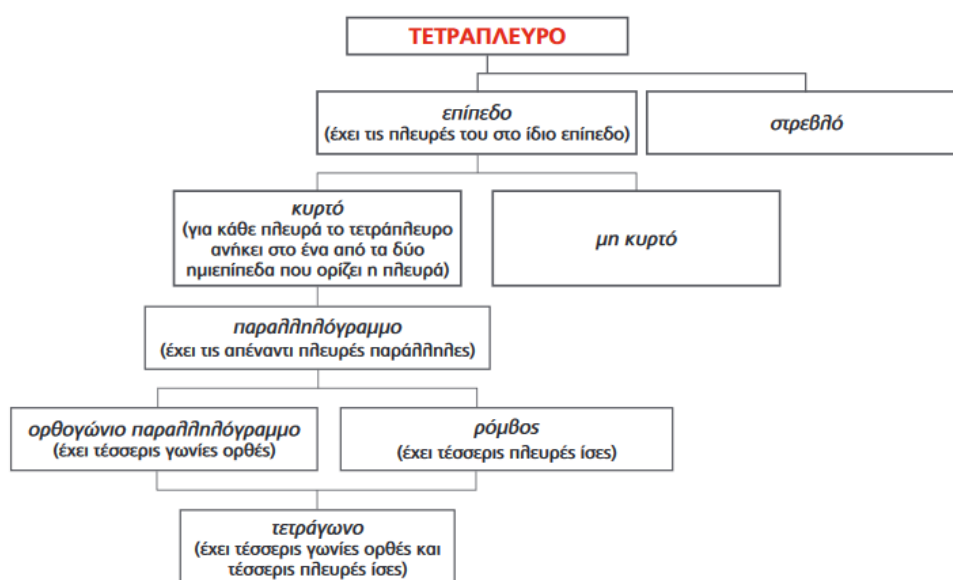 ΤΕΤΡΑΠΛΕΥΡΟ
επίπεδο
(έχει τις πλευρές του στο ίδιο επίπεδο)
στρεβλό
κυρτό
(για κάθε πλευρά το τετράπλευρο
ανήκει στο ένα από τα δύο
ημιεπίπεδα που ορίζει η πλευρά)
μη κυρτό
παραλληλόγραμμο
(έχει τις απέναντι πλευρές παράλληλες)
ορθογώνιο παραλληλόγραμμο
(έχει τέσσερις γωνίες ορθές)
ρόμβος
(έχει τέσσερις πλευρές ίσες)
τετράγωνο
(έχει τέσσερις γωνίες ορθές και
τέσσερις πλευρές ίσες)